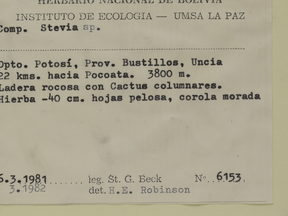 HERBARIO NACIONAL DE BOLIVIA
INSTITUTO DE ECOLOGIA — UMSA LA PAZ
Comp. Stevia sp.
Dpto. Potosí, Prov. Bustillos, Uncia
22 kms. hacia Pocoata. 3800 m.
Ladera rocosa con Cactus columnares.
Hierba -40 cm. hojas pelosa, corola morada
6.3.1981 leg. St. G. Beck No 6153
3.1982 det. H.E. Robinson